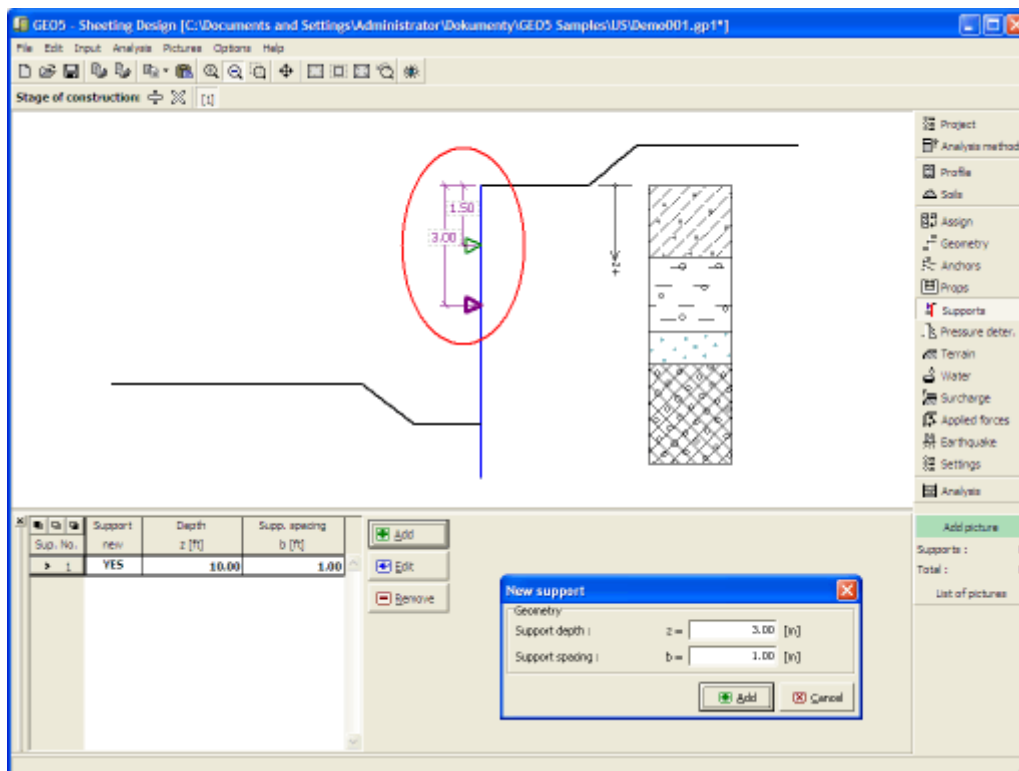 GEO5 - Sheeting Design [C:\Documents and Settings\Administrator\Dokumenty\GEO5 Samples\US\Demo001.gp1*]
File Edit Input Analysis Pictures Options Help
Stage of construction: [1]
1.50
3.00
+z
Project
Analysis method
Profile
Soils
Assign
Geometry
Anchors
Props
Supports
Pressure deter.
Terrain
Water
Surcharge
Applied forces
Earthquake
Settings
Analysis
Add picture
Supports :
Total :
List of pictures
Support Depth Supp. spacing
Sup. No. new z [ft] b [ft]
> 1 YES 10.00 1.00
Add
Edit
Remove
New support
Geometry
Support depth : z = 3.00 [m]
Support spacing : b = 1.00 [m]
Add Cancel